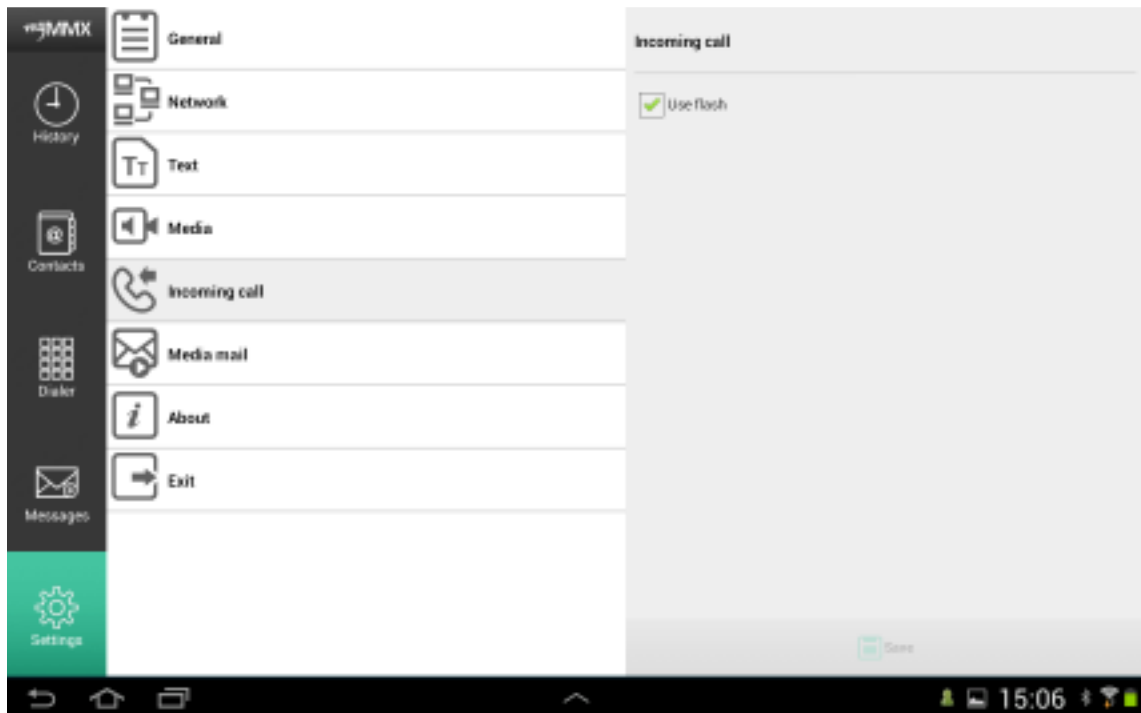 myMMX
History
Contacts
Dialer
Messages
Settings
General
Network
Text
Media
Incoming call
Media mail
About
Exit
Incoming call
Use flash
Save
15:06